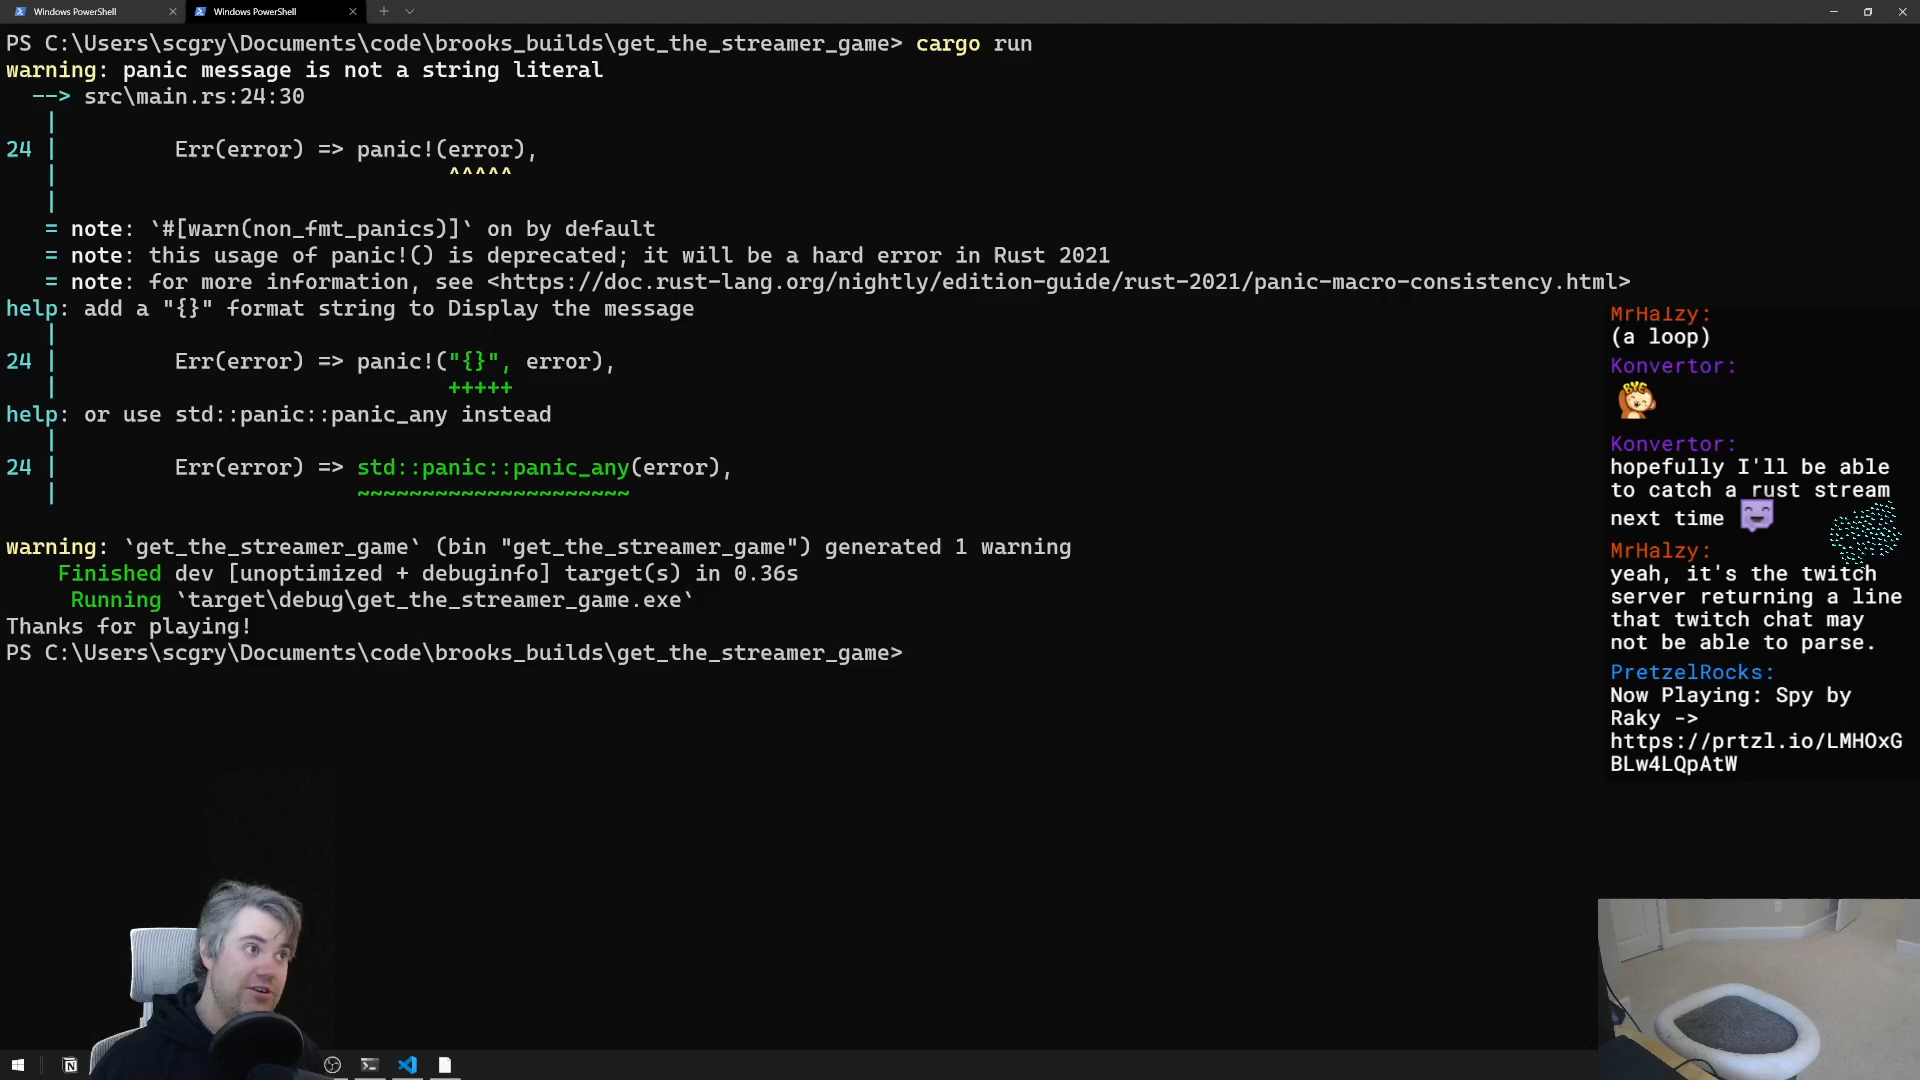 Windows PowerShell
Windows PowerShell
PS C:\Users\scgry\Documents\code\brooks_builds\get_the_streamer_game> cargo run
warning: panic message is not a string literal
--> src\main.rs:24:30
|
24 | Err(error) => panic!(error),
| ^^^^^
|
= note: `#[warn(non_fmt_panics)]` on by default
= note: this usage of panic!() is deprecated; it will be a hard error in Rust 2021
= note: for more information, see <https://doc.rust-lang.org/nightly/edition-guide/rust-2021/panic-macro-consistency.html>
help: add a "{}" format string to Display the message
|
24 | Err(error) => panic!("{}", error),
| +++++
help: or use std::panic::panic_any instead
|
24 | Err(error) => std::panic::panic_any(error),
| ~~~~~~~~~~~~~~~~~~~~~
warning: `get_the_streamer_game` (bin "get_the_streamer_game") generated 1 warning
Finished dev [unoptimized + debuginfo] target(s) in 0.36s
Running `target\debug\get_the_streamer_game.exe`
Thanks for playing!
PS C:\Users\scgry\Documents\code\brooks_builds\get_the_streamer_game>
MrHalzy:
(a loop)
Konvertor:
BYE
Konvertor:
hopefully I'll be able
to catch a rust stream
next time
MrHalzy:
yeah, it's the twitch
server returning a line
that twitch chat may
not be able to parse.
PretzelRocks:
Now Playing: Spy by
Raky ->
https://prtzl.io/LMHOxG
BLw4LQpAtW